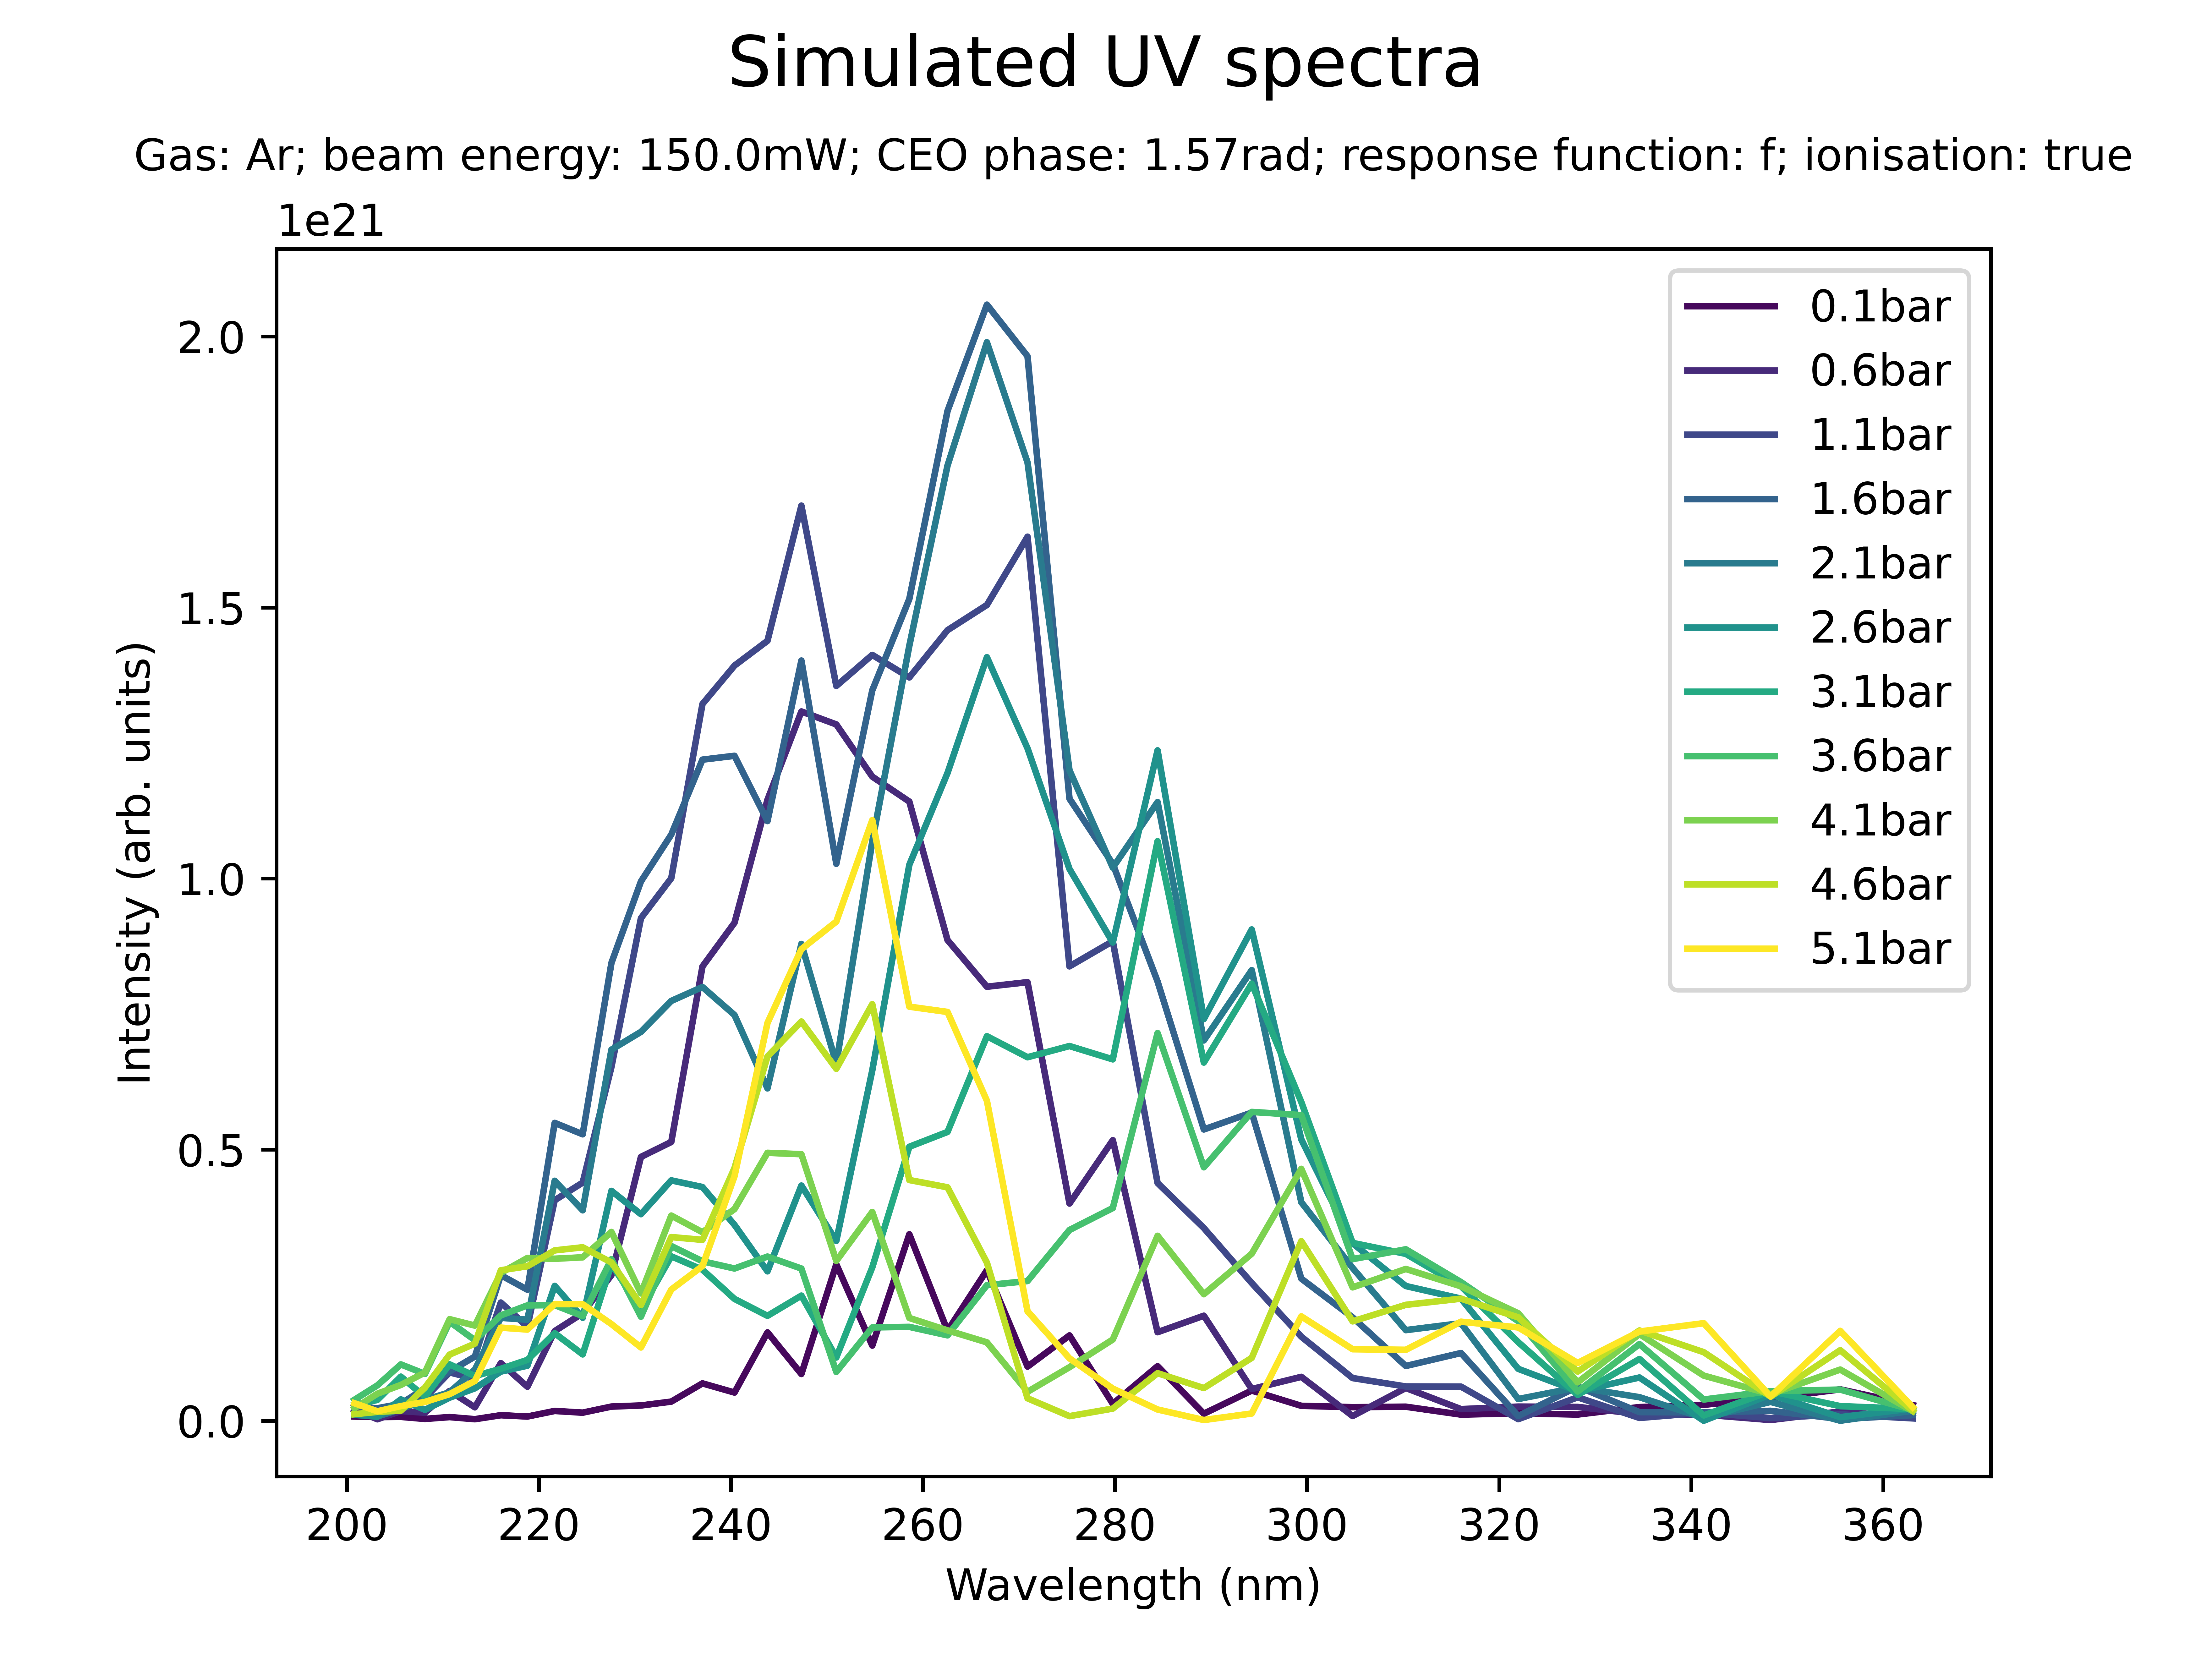 Simulated UV spectra
Gas: Ar; beam energy: 150.0mW; CEO phase: 1.57rad; response function: f; ionisation: true
1e21
2.0
1.5
1.0
0.5
0.0
Intensity (arb. units)
200 220 240 260 280 300 320 340 360
Wavelength (nm)
0.1bar
0.6bar
1.1bar
1.6bar
2.1bar
2.6bar
3.1bar
3.6bar
4.1bar
4.6bar
5.1bar